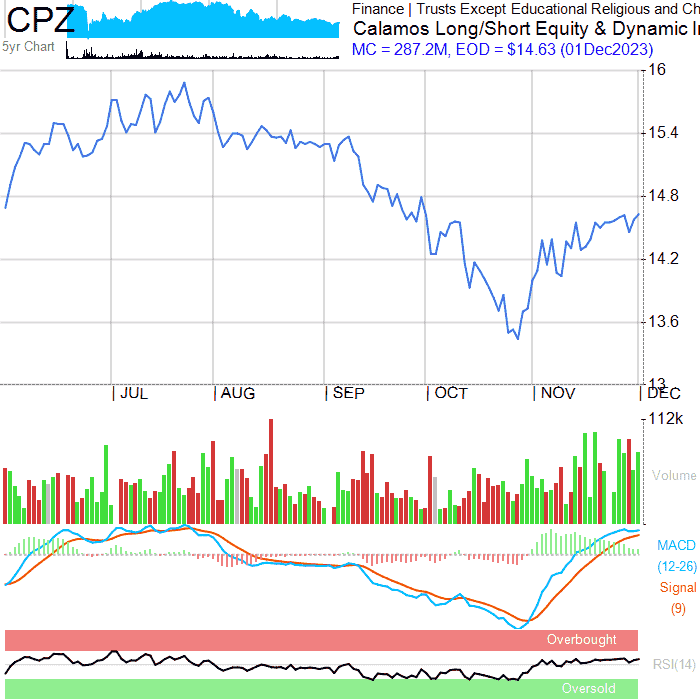 CPZ
5yr Chart
Finance | Trusts Except Educational Religious and Ch
Calamos Long/Short Equity & Dynamic I
MC = 287.2M, EOD = $14.63 (01Dec2023)
16
15.4
14.8
14.2
13.6
13
JUL AUG SEP OCT NOV DEC
112k
Volume
MACD
(12-26)
Signal
(9)
Overbought
RSI(14)
Oversold